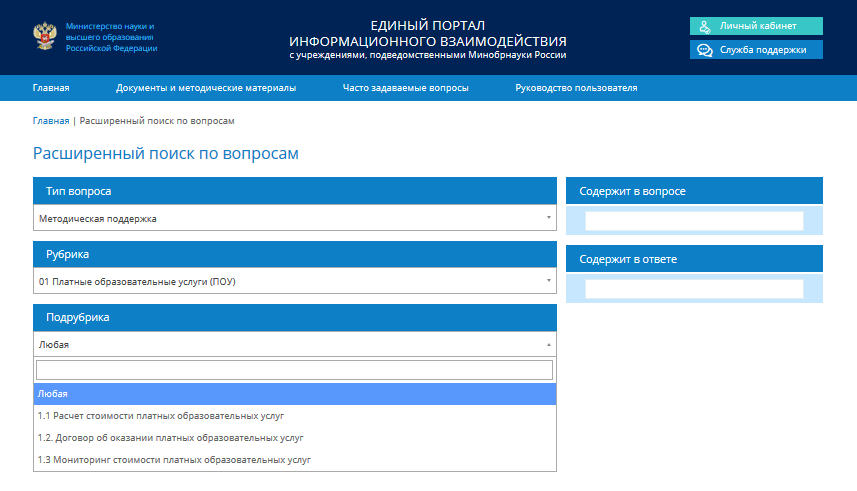 Министерство науки и
высшего образования
Российской Федерации
ЕДИНЫЙ ПОРТАЛ
ИНФОРМАЦИОННОГО ВЗАИМОДЕЙСТВИЯ
с учреждениями, подведомственными Минобрнауки России
Личный кабинет
Служба поддержки
Главная Документы и методические материалы Часто задаваемые вопросы Руководство пользователя
Главная | Расширенный поиск по вопросам
Расширенный поиск по вопросам
Тип вопроса
Методическая поддержка
Рубрика
01 Платные образовательные услуги (ПОУ)
Подрубрика
Любая
Любая
1.1 Расчет стоимости платных образовательных услуг
1.2. Договор об оказании платных образовательных услуг
1.3 Мониторинг стоимости платных образовательных услуг
Содержит в вопросе
Содержит в ответе